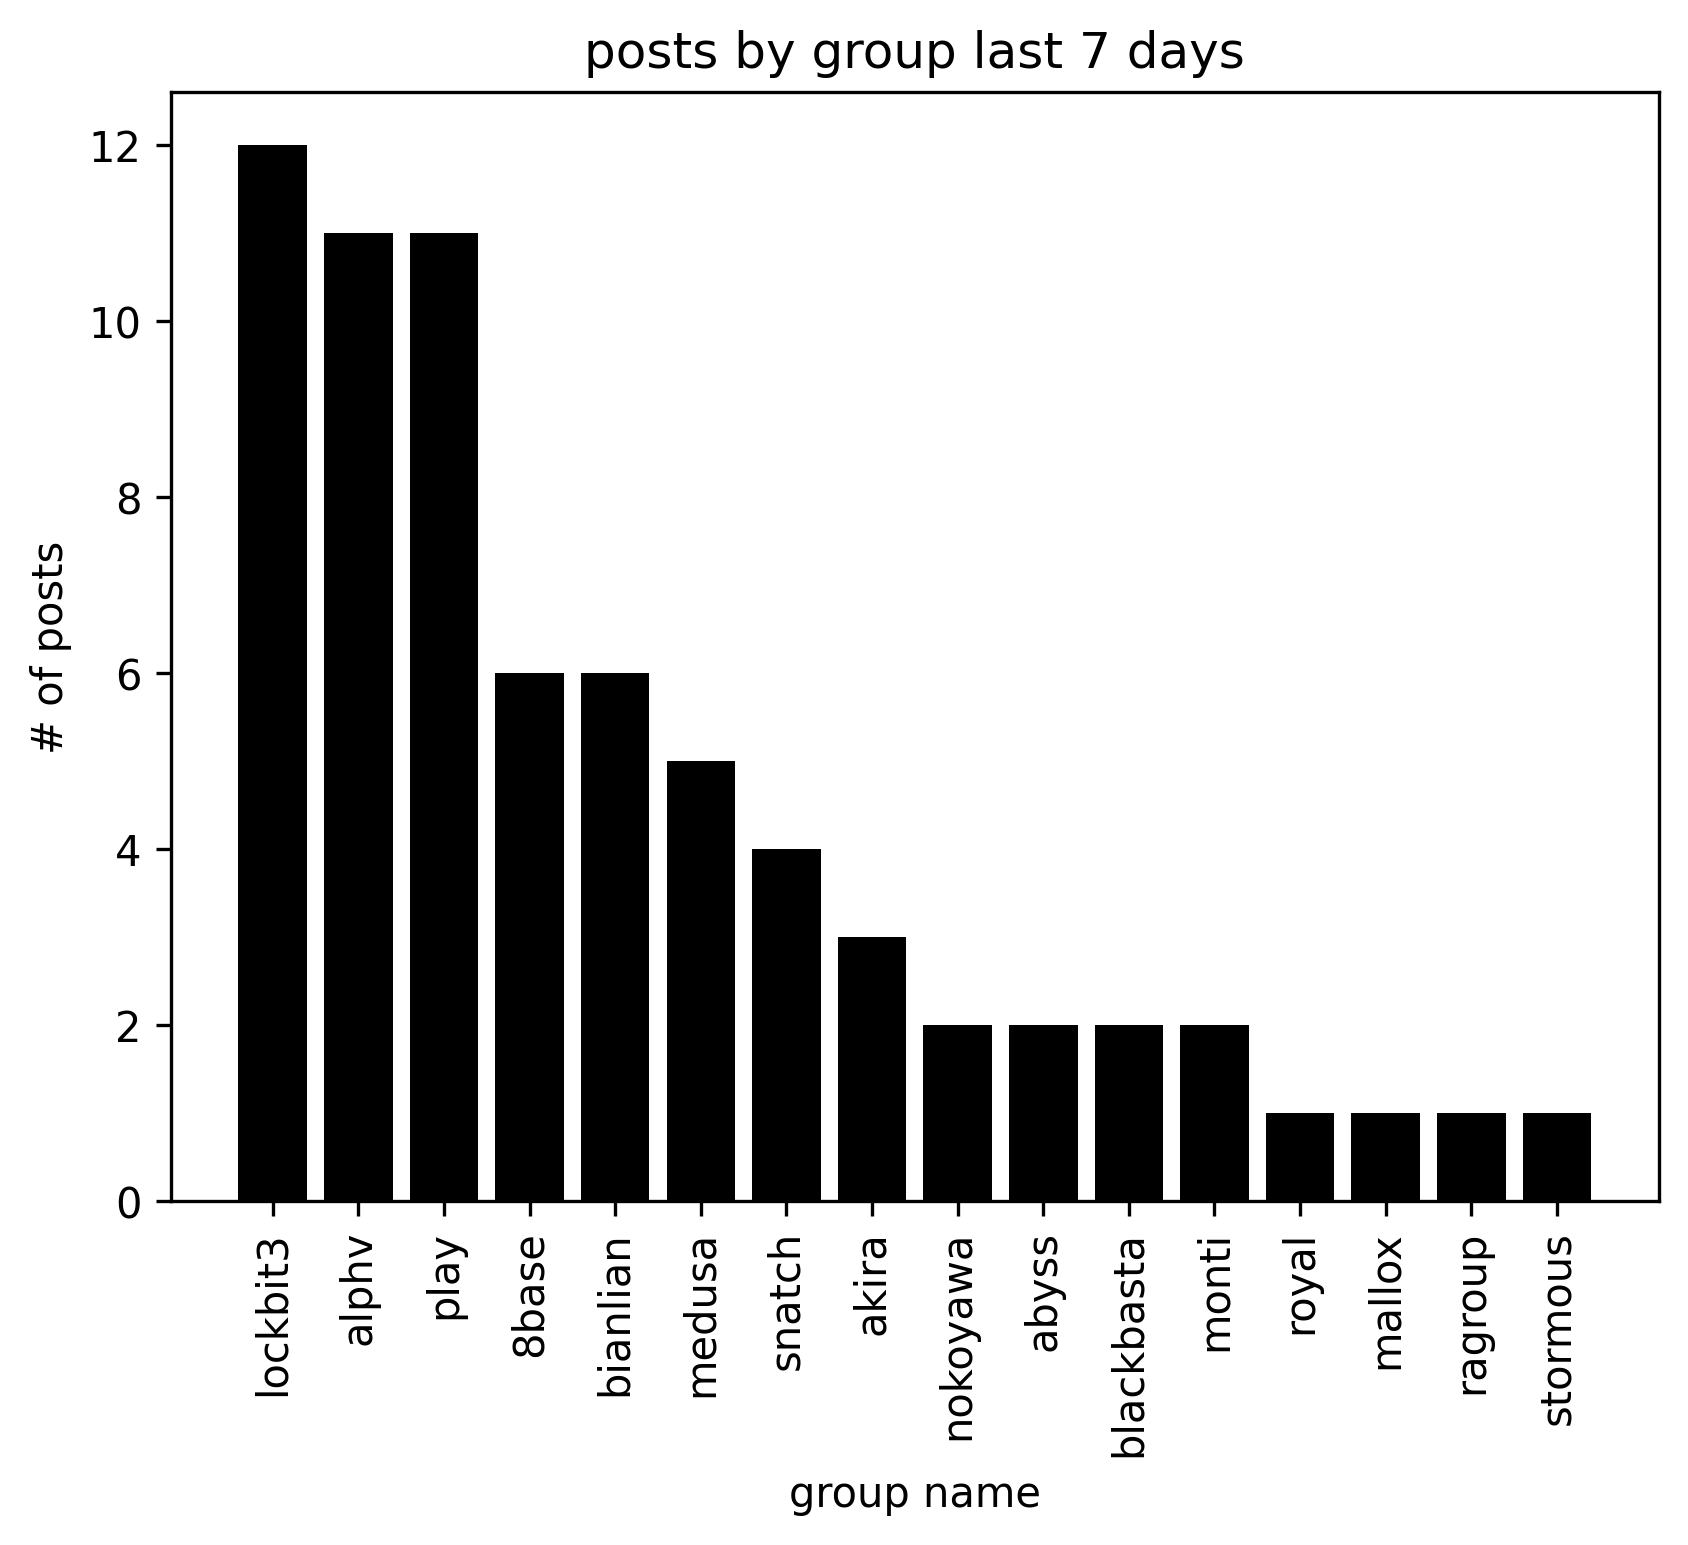 posts by group last 7 days
12
10
8
6
4
2
0
# of posts
lockbit3
alphv
play
8base
bianlian
medusa
snatch
akira
nokoyawa
abyss
blackbasta
monti
royal
mallox
ragroup
stormous
group name